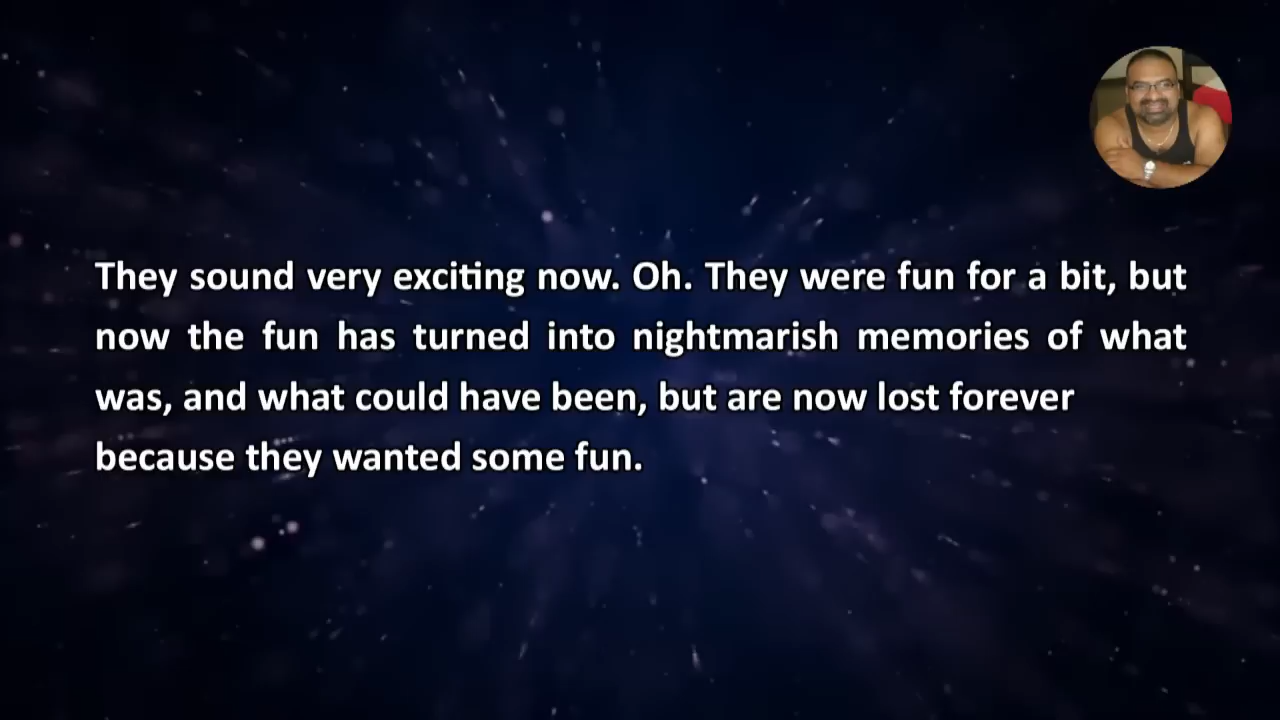 They sound very exciting now. Oh. They were fun for a bit, but
now the fun has turned into nightmarish memories of what
was, and what could have been, but are now lost forever
because they wanted some fun.